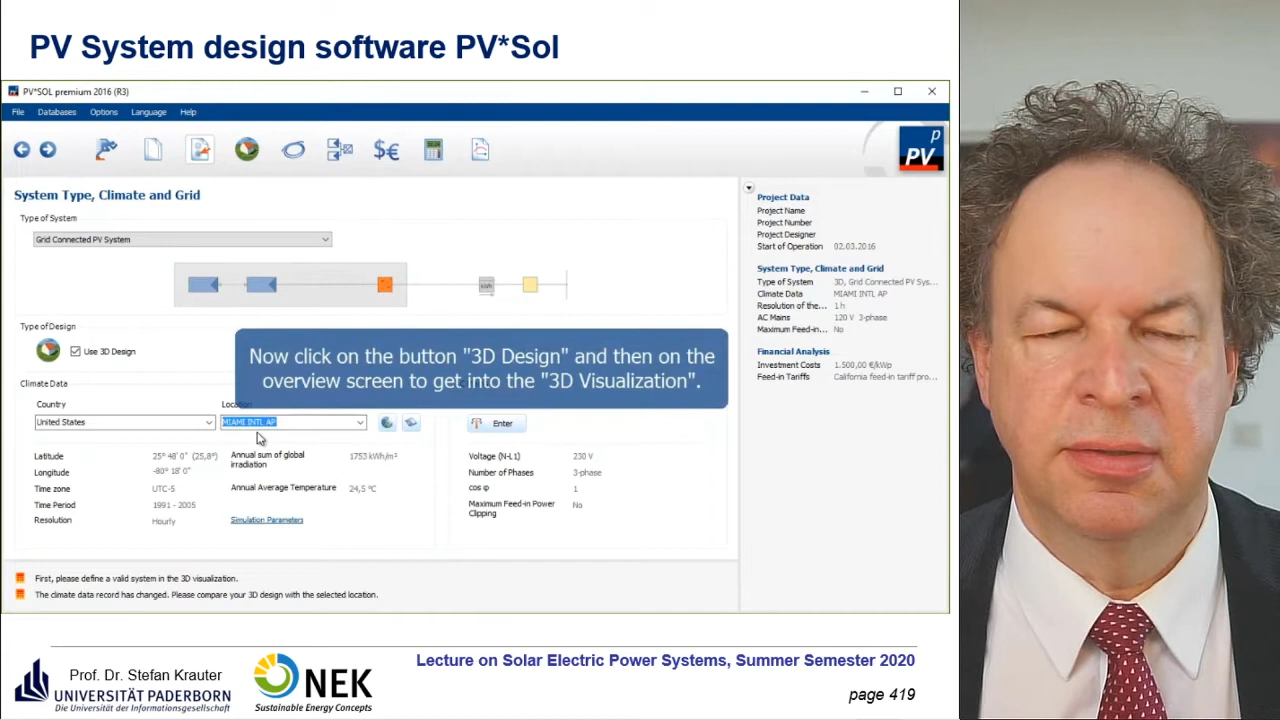 PV System design software PV*Sol
PV*SOL premium 2016 (R3)
File Databases Options Language Help
$€
p
PV
System Type, Climate and Grid
Type of System
Grid Connected PV System
kWh
Type of Design
Use 3D Design
Now click on the button "3D Design" and then on the
overview screen to get into the "3D Visualization".
Climate Data
Country
United States
MIAMI INTL AP
Latitude 25° 48' 0" (25,8°)
Longitude -80° 18' 0"
Time zone UTC-5
Time Period 1991 - 2005
Resolution Hourly
Annual sum of global
irradiation
1753 kWh/m²
Annual Average Temperature 24,5 °C
Simulation Parameters
Enter
Voltage (N-L1) 230 V
Number of Phases 3-phase
cos φ 1
Maximum Feed-in Power
Clipping
No
First, please define a valid system in the 3D visualization.
The climate data record has changed. Please compare your 3D design with the selected location.
Project Data
Project Name
Project Number
Project Designer
Start of Operation 02.03.2016
System Type, Climate and Grid
Type of System 3D, Grid Connected PV Sys...
Climate Data MIAMI INTL AP
Resolution of the... 1 h
AC Mains 120 V 3-phase
Maximum Feed-in... No
Financial Analysis
Investment Costs 1.500,00 €/kWp
Feed-in Tariffs California feed-in tariff pro...
Prof. Dr. Stefan Krauter
UNIVERSITÄT PADERBORN
Die Universität der Informationsgesellschaft
NEK
Sustainable Energy Concepts
Lecture on Solar Electric Power Systems, Summer Semester 2020
page 419